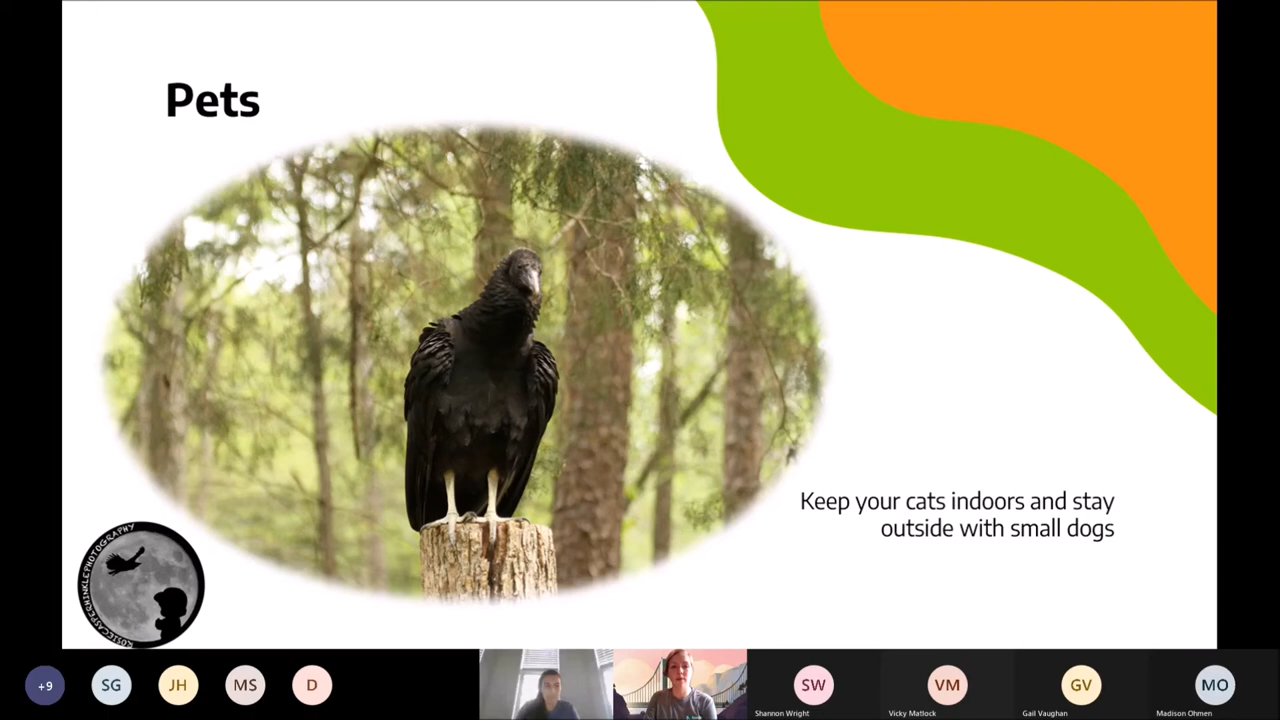 Pets
Keep your cats indoors and stay
outside with small dogs
ROSIECASPERHINKLEPHOTOGRAPHY
+9
SG
JH
MS
D
SW
VM
GV
MO
Shannon Wright
Vicky Matlock
Gail Vaughan
Madison Ohmen